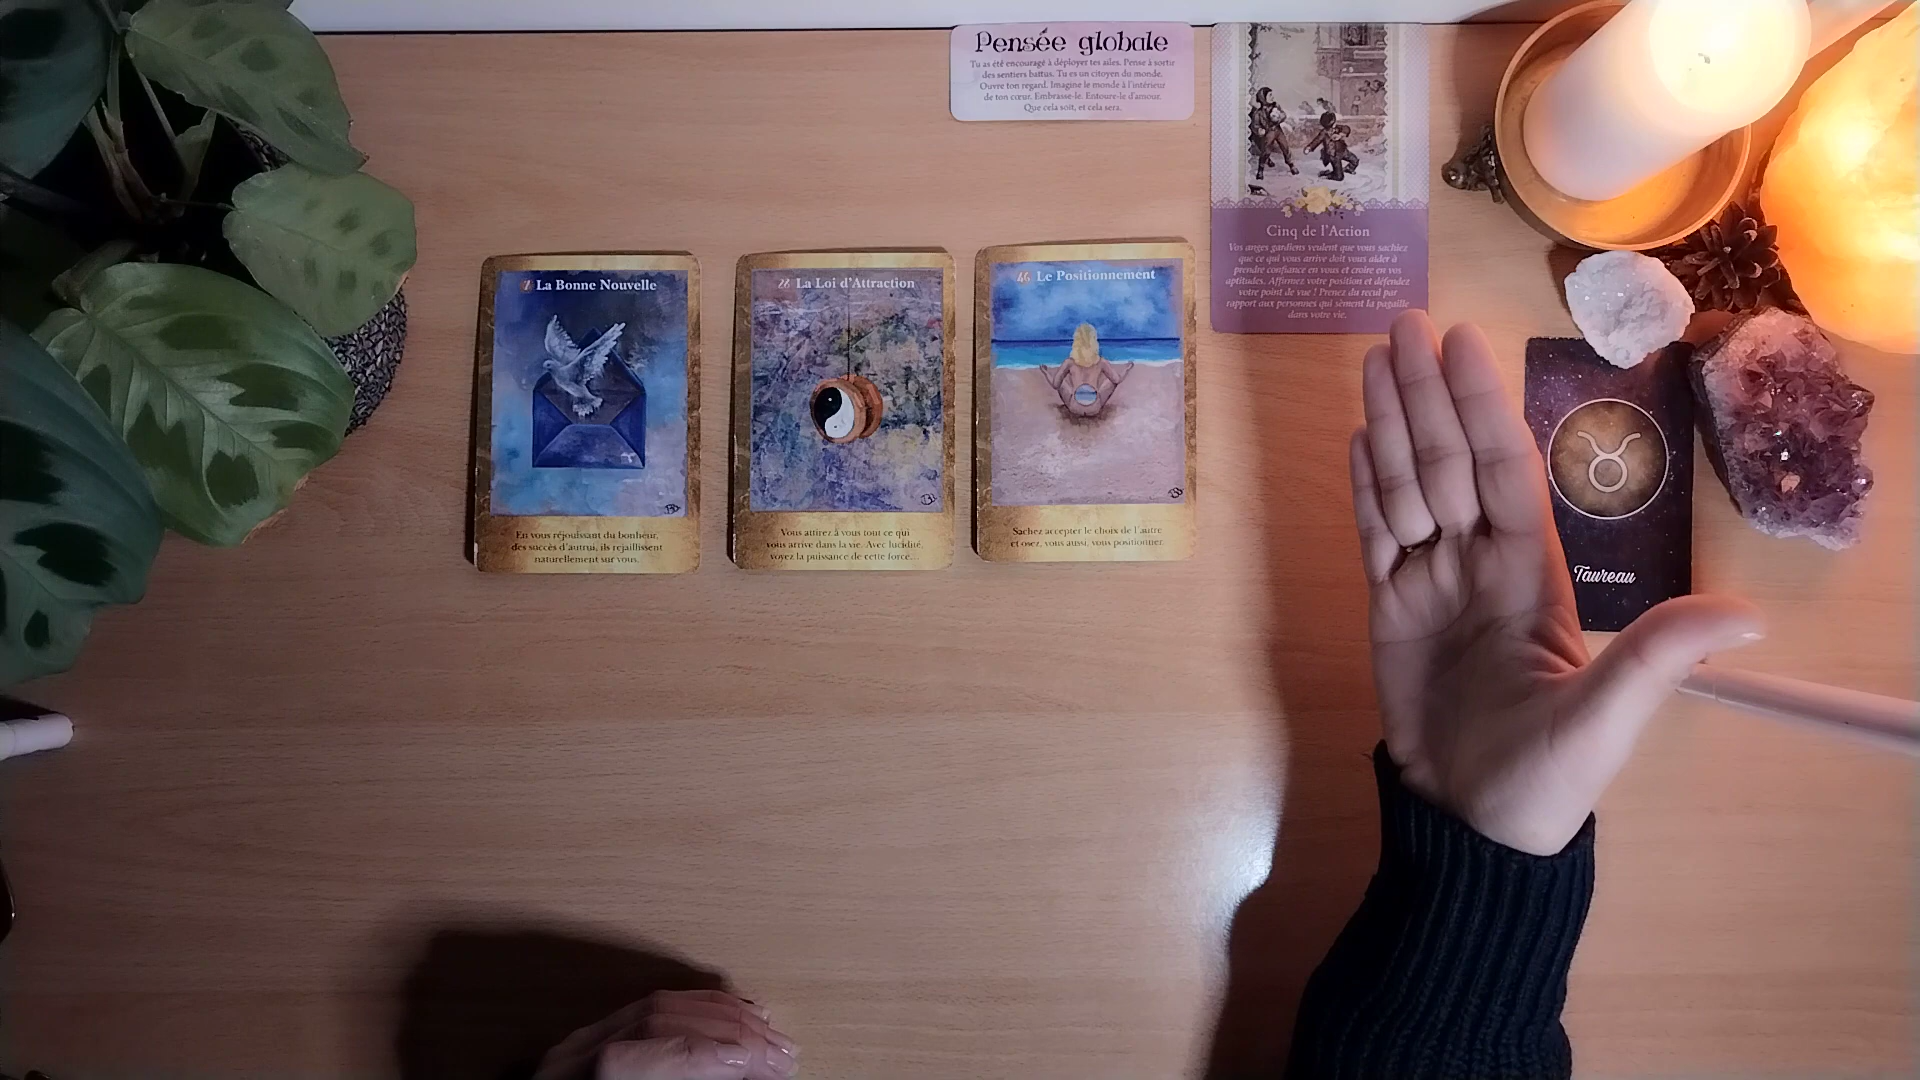 Pensée globale
Tu as été encouragé à déployer tes ailes. Pense à sortir
des sentiers battus. Tu es un citoyen du monde.
Ouvre ton regard. Imagine le monde à l'intérieur
de ton cœur. Embrasse-le. Entoure-le d'amour.
Que cela soit, et cela sera.
Cinq de l'Action
Vos anges gardiens veulent que vous sachiez
que ce qui vous arrive doit vous aider à
prendre confiance en vous et croire en vos
aptitudes. Affirmez votre position et défendez
votre point de vue ! Prenez du recul par
rapport aux personnes qui sèment la pagaille
dans votre vie.
La Bonne Nouvelle
En vous réjouissant du bonheur,
des succès d'autrui, ils rejaillissent
naturellement sur vous.
La Loi d'Attraction
Vous attirez à vous tout ce qui
vous arrive dans la vie. Avec lucidité,
voyez la puissance de cette force...
46 Le Positionnement
Sachez accepter le choix de l'autre
et osez, vous aussi, vous positionner.
Taureau